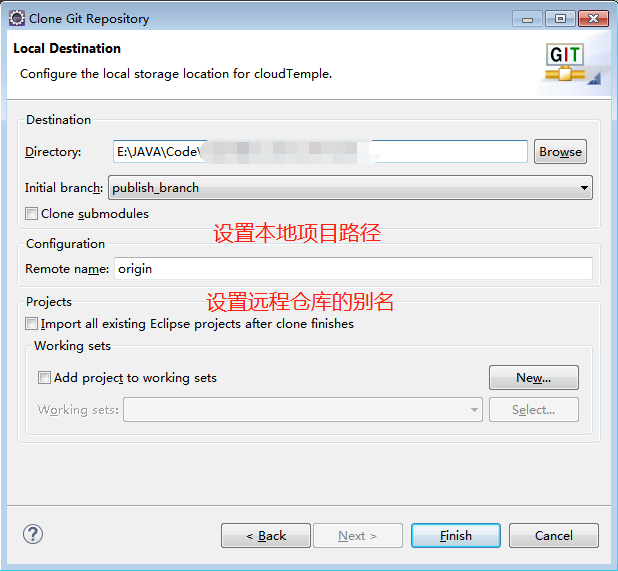 Clone Git Repository
Local Destination
Configure the local storage location for cloudTemple.
GIT
Destination
Directory: E:\JAVA\Code\ Browse
Initial branch: publish_branch
Clone submodules
设置本地项目路径
Configuration
Remote name: origin
设置远程仓库的别名
Projects
Import all existing Eclipse projects after clone finishes
Working sets
Add project to working sets New...
Working sets: Select...
? < Back Next > Finish Cancel